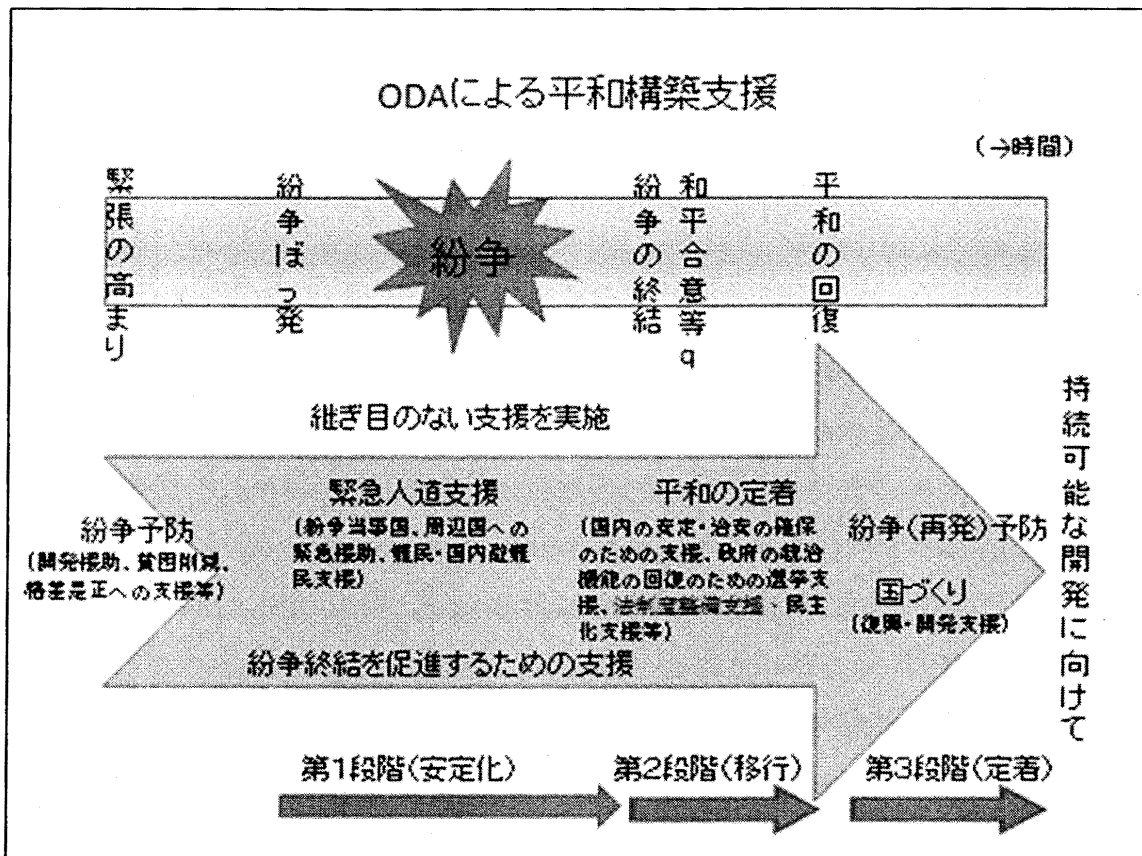 ODAによる平和構築支援
(→時間)
緊張の高まり
紛争ぼっ発
紛争
紛争の終結
和平合意等q
平和の回復
継ぎ目のない支援を実施
紛争予防
(開発援助、貧困削減、
格差是正への支援等)
緊急人道支援
(紛争当事国、周辺国への
緊急援助、難民・国内避難
民支援)
平和の定着
(国内の安定・治安の確保
のための支援、政府の統治
機能の回復のための選挙支
援、法制度整備支援・民主
化支援等)
紛争(再発)予防
国づくり
(復興・開発支援)
紛争終結を促進するための支援
持続可能な開発に向けて
第1段階(安定化)
第2段階(移行)
第3段階(定着)